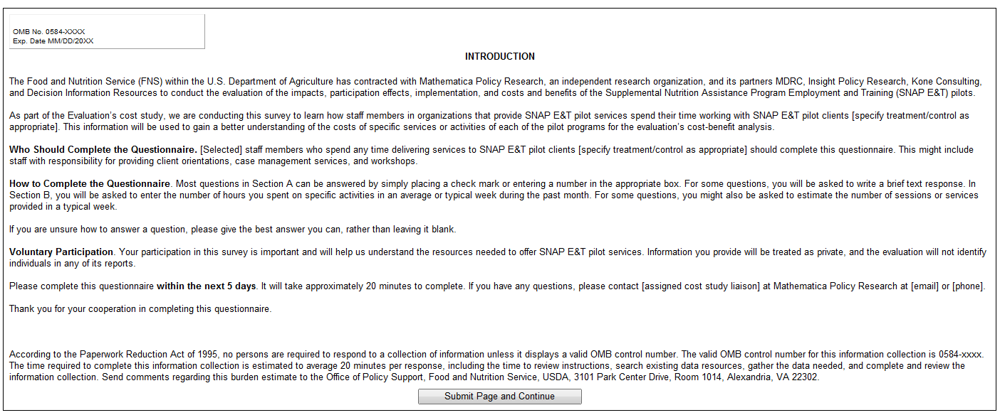 OMB No. 0584-XXXX
Exp. Date MM/DD/20XX
INTRODUCTION
The Food and Nutrition Service (FNS) within the U.S. Department of Agriculture has contracted with Mathematica Policy Research, an independent research organization, and its partners MDRC, Insight Policy Research, Kone Consulting,
and Decision Information Resources to conduct the evaluation of the impacts, participation effects, implementation, and costs and benefits of the Supplemental Nutrition Assistance Program Employment and Training (SNAP E&T) pilots.
As part of the Evaluation's cost study, we are conducting this survey to learn how staff members in organizations that provide SNAP E&T pilot services spend their time working with SNAP E&T pilot clients [specify treatment/control as
appropriate]. This information will be used to gain a better understanding of the costs of specific services or activities of each of the pilot programs for the evaluation's cost-benefit analysis.
Who Should Complete the Questionnaire. [Selected] staff members who spend any time delivering services to SNAP E&T pilot clients [specify treatment/control as appropriate] should complete this questionnaire. This might include
staff with responsibility for providing client orientations, case management services, and workshops.
How to Complete the Questionnaire. Most questions in Section A can be answered by simply placing a check mark or entering a number in the appropriate box. For some questions, you will be asked to write a brief text response. In
Section B, you will be asked to enter the number of hours you spent on specific activities in an average or typical week during the past month. For some questions, you might also be asked to estimate the number of sessions or services
provided in a typical week.
If you are unsure how to answer a question, please give the best answer you can, rather than leaving it blank.
Voluntary Participation. Your participation in this survey is important and will help us understand the resources needed to offer SNAP E&T pilot services. Information you provide will be treated as private, and the evaluation will not identify
individuals in any of its reports.
Please complete this questionnaire within the next 5 days. It will take approximately 20 minutes to complete. If you have any questions, please contact [assigned cost study liaison] at Mathematica Policy Research at [email] or [phone].
Thank you for your cooperation in completing this questionnaire.
According to the Paperwork Reduction Act of 1995, no persons are required to respond to a collection of information unless it displays a valid OMB control number. The valid OMB control number for this information collection is 0584-xxxx.
The time required to complete this information collection is estimated to average 20 minutes per response, including the time to review instructions, search existing data resources, gather the data needed, and complete and review the
information collection. Send comments regarding this burden estimate to the Office of Policy Support, Food and Nutrition Service, USDA, 3101 Park Center Drive, Room 1014, Alexandria, VA 22302.
Submit Page and Continue